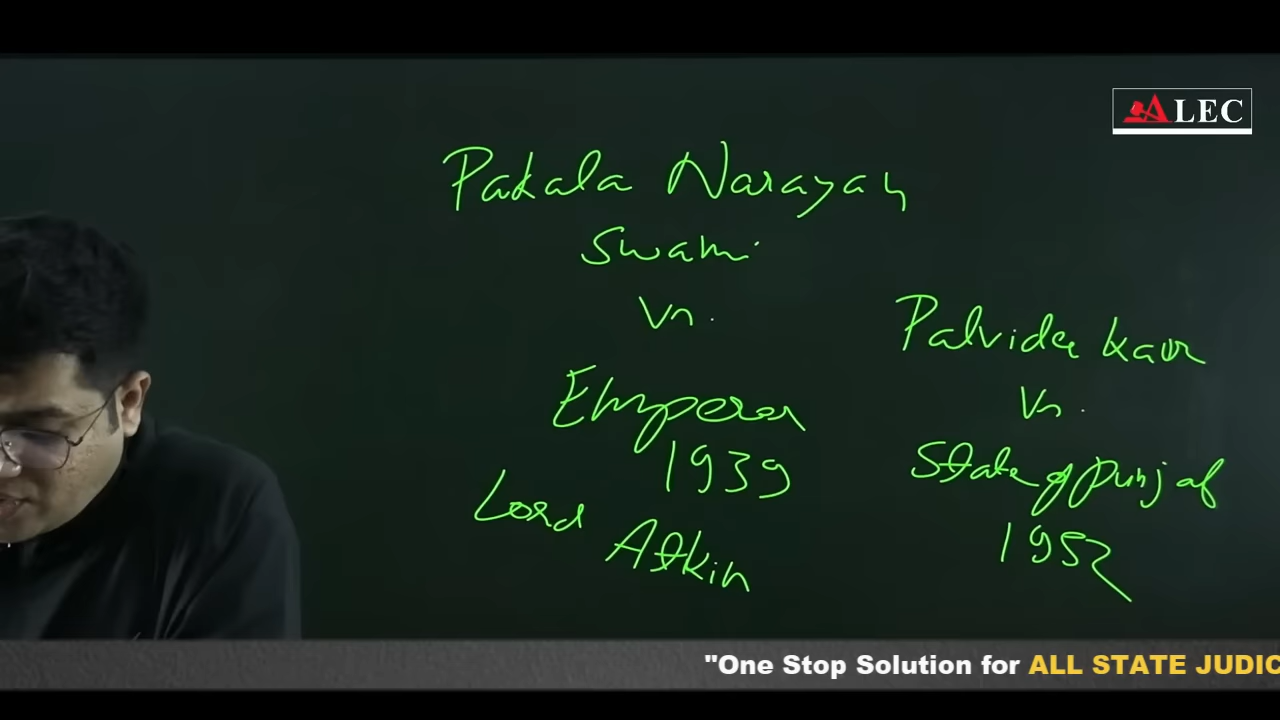 ALEC
Pakala Narayan
Swami
Vs.
Emperor
1939
Lord
Atkin
Palvider Kaur
Vs.
State of Punjab
1952
"One Stop Solution for ALL STATE JUDIC